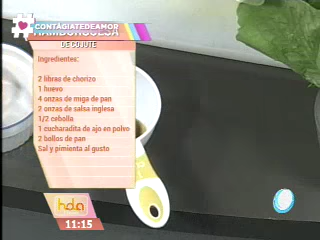 #CONTÁGIATEDEAMOR
HAMBURGUESA
DE COJUTE
Ingredientes:
2 libras de chorizo
1 huevo
4 onzas de miga de pan
2 onzas de salsa inglesa
1/2 cebolla
1 cucharadita de ajo en polvo
2 bollos de pan
Sal y pimienta al gusto
hda
11:15